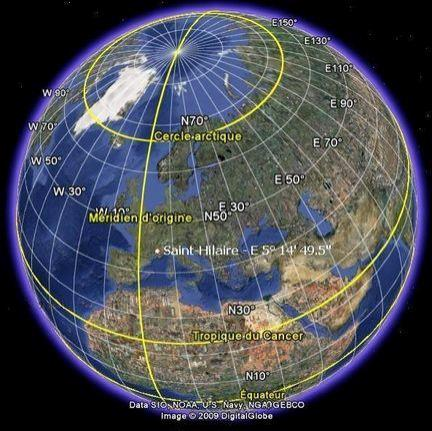 E150°
E130°
E110°
W 90°
E 90°
N70°
W 70°
Cercle arctique
E 70°
W 50°
E 50°
W 30°
E 30°
W 10°
Méridien d'origine
N50°
Saint-Hilaire - E 5° 14' 49.5"
N30°
Tropique du Cancer
N10°
Équateur
Data SIO, NOAA, U.S. Navy, NGA, GEBCO
Image © 2009 DigitalGlobe